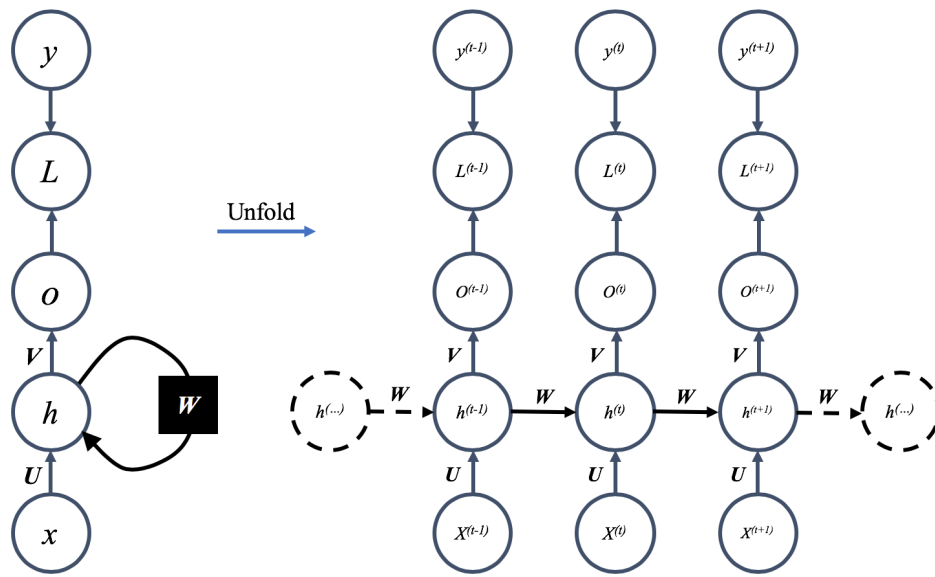 y
L
Unfold
o
V
h
W
U
x
y(t-1) y(t) y(t+1)
L(t-1) L(t) L(t+1)
O(t-1) O(t) O(t+1)
V V V
h(...) W h(t-1) W h(t) W h(t+1) W h(...)
U U U
X(t-1) X(t) X(t+1)